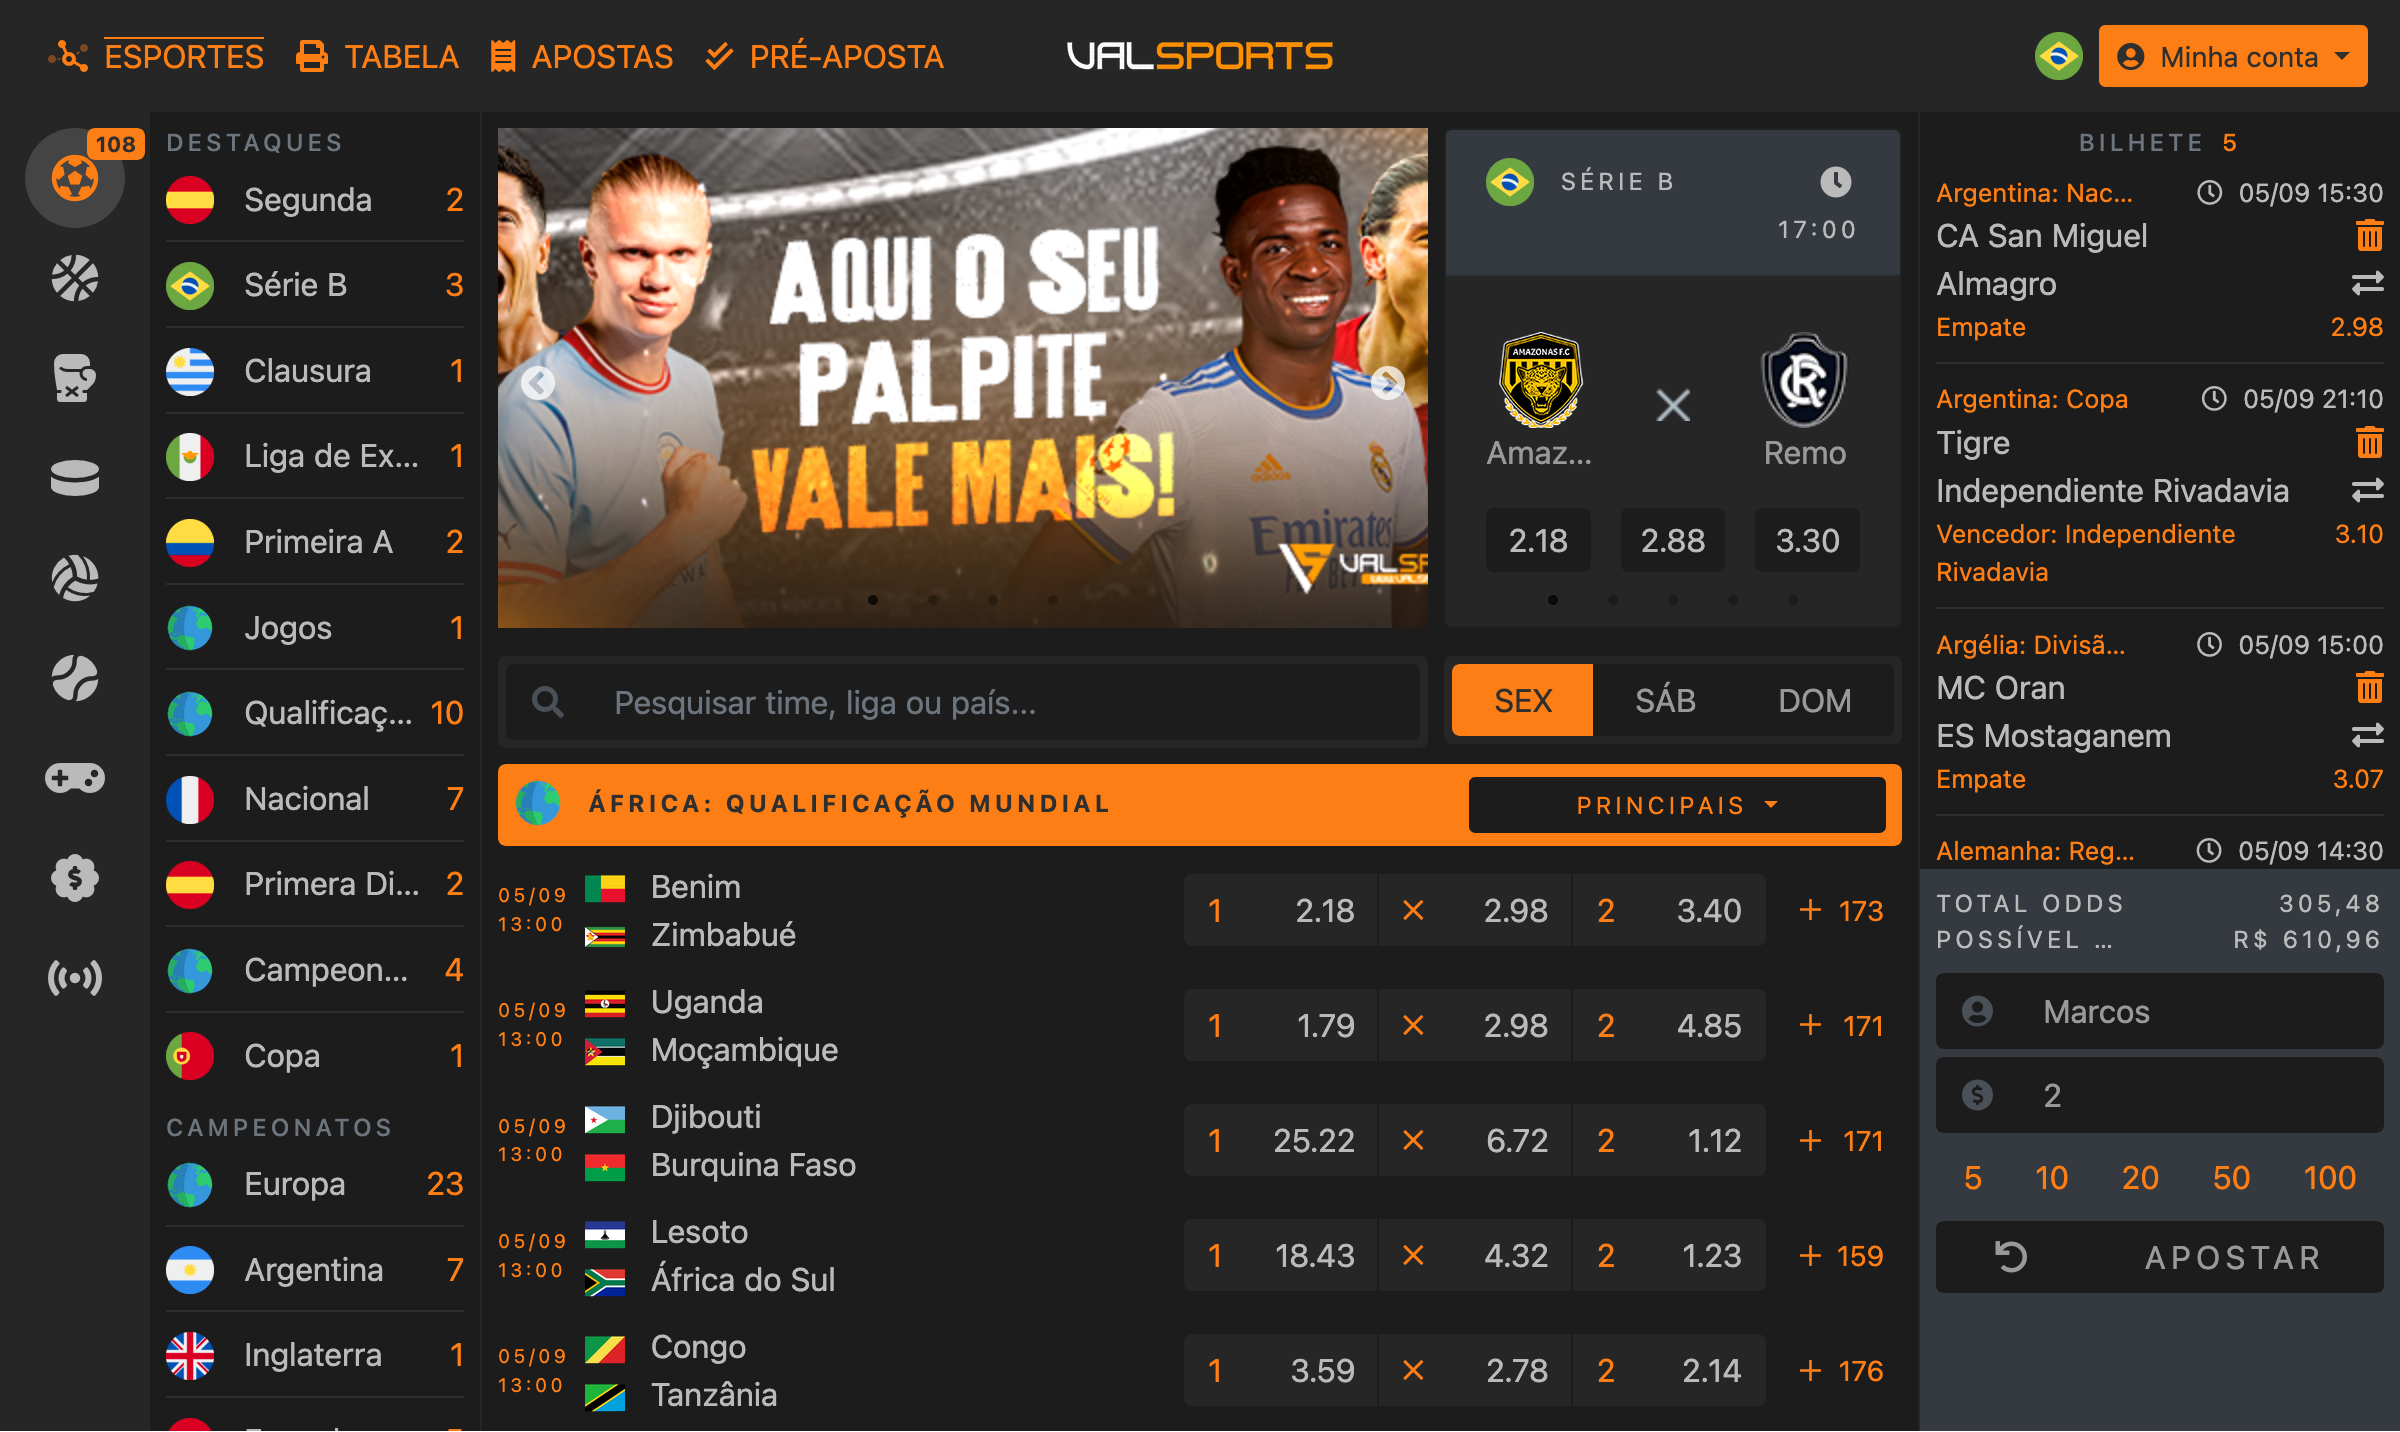 ESPORTES
TABELA
APOSTAS
PRÉ-APOSTA
VALSPORTS
Minha conta
108
DESTAQUES
Segunda 2
Série B 3
Clausura 1
Liga de Ex... 1
Primeira A 2
Jogos 1
Qualificaç... 10
Nacional 7
Primera Di... 2
Campeon... 4
Copa 1
CAMPEONATOS
Europa 23
Argentina 7
Inglaterra 1
AQUI O SEU
PALPITE
VALE MAIS!
Emirates
adidas
SÉRIE B
17:00
AMAZONAS F.C
Amaz...
Remo
2.18 2.88 3.30
Pesquisar time, liga ou país...
SEX SÁB DOM
ÁFRICA: QUALIFICAÇÃO MUNDIAL
PRINCIPAIS
05/09
13:00
Benim
Zimbabué
1 2.18 × 2.98 2 3.40 + 173
05/09
13:00
Uganda
Moçambique
1 1.79 × 2.98 2 4.85 + 171
05/09
13:00
Djibouti
Burquina Faso
1 25.22 × 6.72 2 1.12 + 171
05/09
13:00
Lesoto
África do Sul
1 18.43 × 4.32 2 1.23 + 159
05/09
13:00
Congo
Tanzânia
1 3.59 × 2.78 2 2.14 + 176
BILHETE 5
Argentina: Nac... 05/09 15:30
CA San Miguel
Almagro
Empate 2.98
Argentina: Copa 05/09 21:10
Tigre
Independiente Rivadavia
Vencedor: Independiente 3.10
Rivadavia
Argélia: Divisã... 05/09 15:00
MC Oran
ES Mostaganem
Empate 3.07
Alemanha: Reg... 05/09 14:30
TOTAL ODDS 305,48
POSSÍVEL ... R$ 610,96
Marcos
2
5 10 20 50 100
APOSTAR